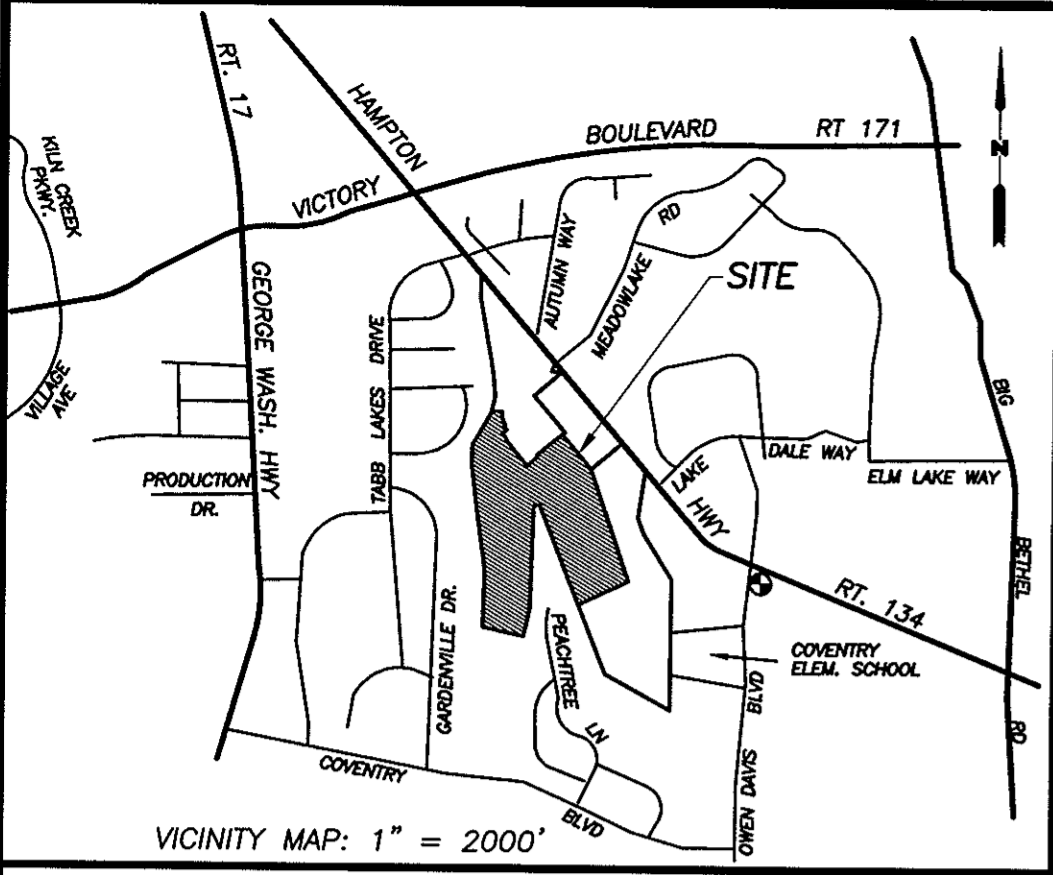 RT. 17
HAMPTON
BOULEVARD
RT 171
N
KILN CREEK
PKWY.
VICTORY
AUTUMN WAY
MEADOWLAKE
RD
SITE
GEORGE WASH. HWY
TABB LAKES DRIVE
VILLAGE
AVE
BIG
BETHEL
RD
PRODUCTION
DR.
LAKE
DALE WAY
ELM LAKE WAY
HWY
RT. 134
GARDENVILLE DR.
PEACHTREE
LN
COVENTRY
ELEM. SCHOOL
OWEN DAVIS
BLVD
COVENTRY
BLVD
VICINITY MAP: 1" = 2000'